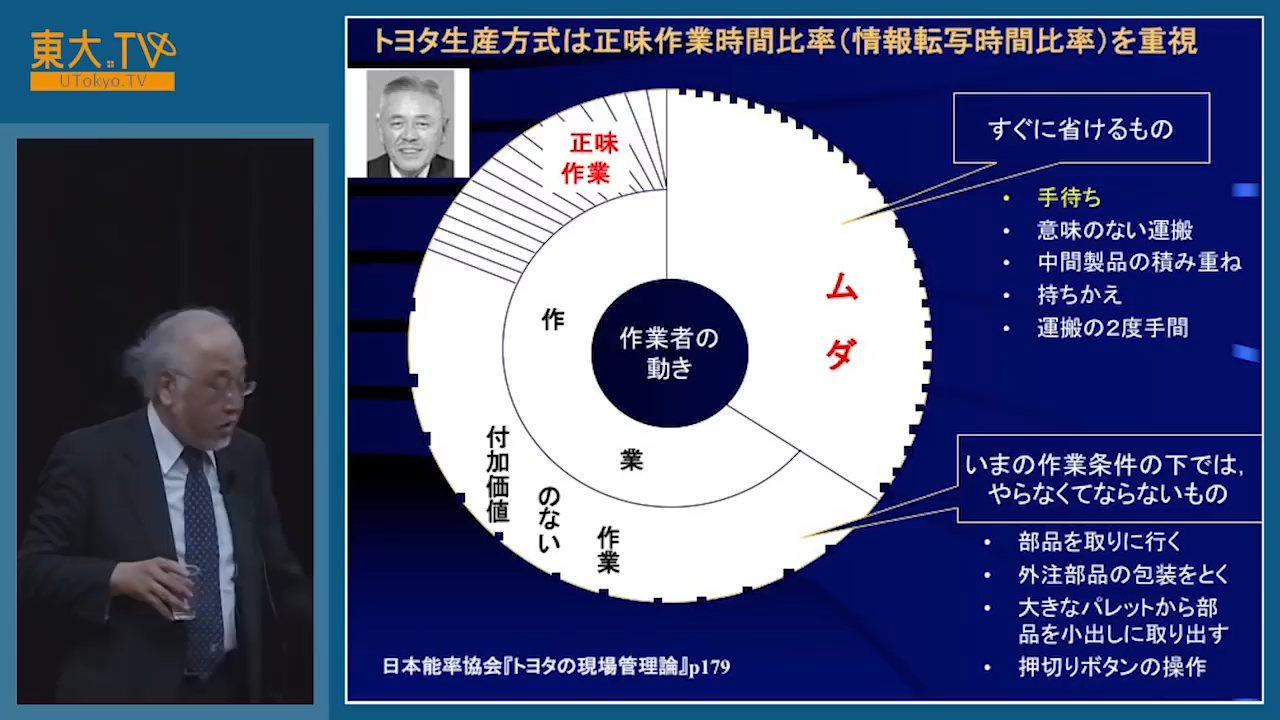 東大.TV
UTokyo.TV
トヨタ生産方式は正味作業時間比率(情報転写時間比率)を重視
正味
作業
すぐに省けるもの
・ 手待ち
・ 意味のない運搬
・ 中間製品の積み重ね
・ 持ちかえ
・ 運搬の2度手間
ムダ
作業者の
動き
作業
付加価値
のない
作業
いまの作業条件の下では,
やらなくてならないもの
・ 部品を取りに行く
・ 外注部品の包装をとく
・ 大きなパレットから部
品を小出しに取り出す
・ 押切りボタンの操作
日本能率協会『トヨタの現場管理論』p179